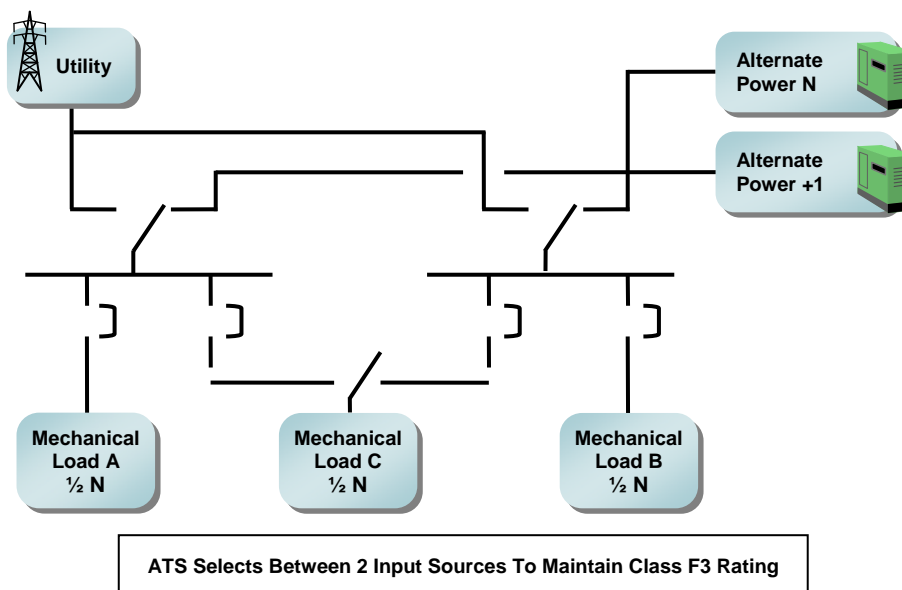 Utility
Alternate
Power N
Alternate
Power +1
Mechanical
Load A
½ N
Mechanical
Load C
½ N
Mechanical
Load B
½ N
ATS Selects Between 2 Input Sources To Maintain Class F3 Rating